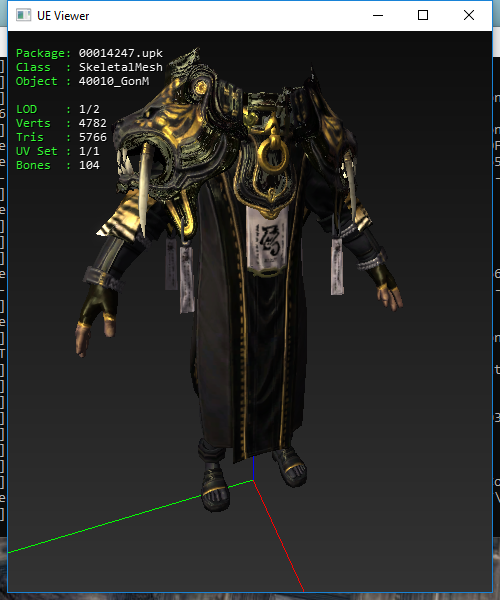 UE Viewer
Package: 00014247.upk
Class : SkeletalMesh
Object : 40010_GonM
LOD : 1/2
Verts : 4782
Tris : 5766
UV Set : 1/1
Bones : 104